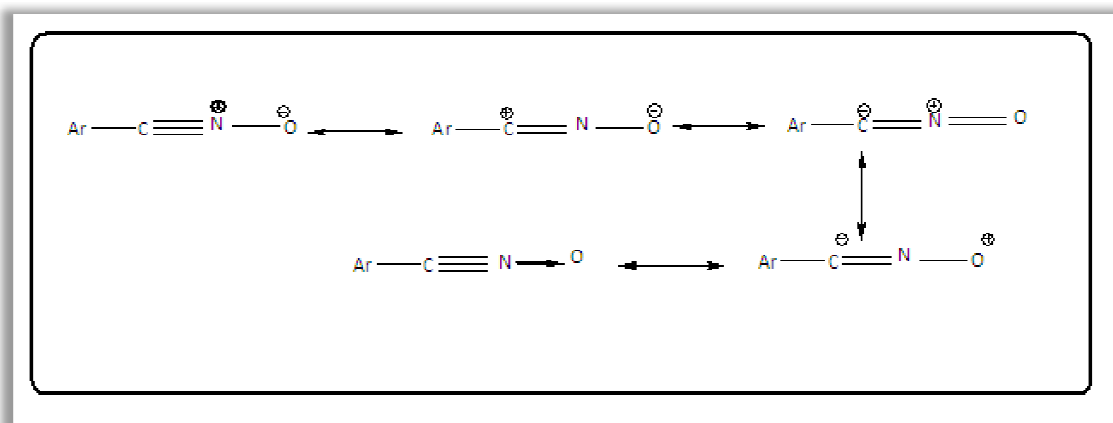 Ar C N O Ar C N O Ar C N O
⊕ ⊖ ⊕ ⊖ ⊖ ⊕
Ar C N O Ar C N O
⊖ ⊕